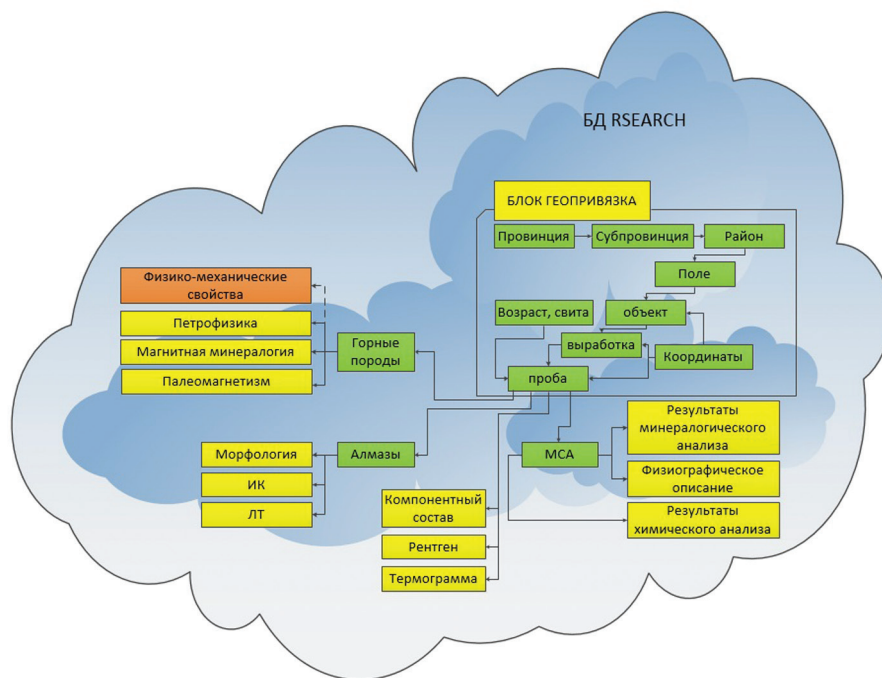 БД RSEARCH
БЛОК ГЕОПРИВЯЗКА
Провинция
Субпровинция
Район
Поле
Возраст, свита
объект
выработка
Координаты
проба
Физико-механические
свойства
Петрофизика
Магнитная минералогия
Палеомагнетизм
Горные
породы
Морфология
ИК
ЛТ
Алмазы
Компонентный
состав
Рентген
Термограмма
МСА
Результаты
минералогического
анализа
Физиографическое
описание
Результаты
химического анализа